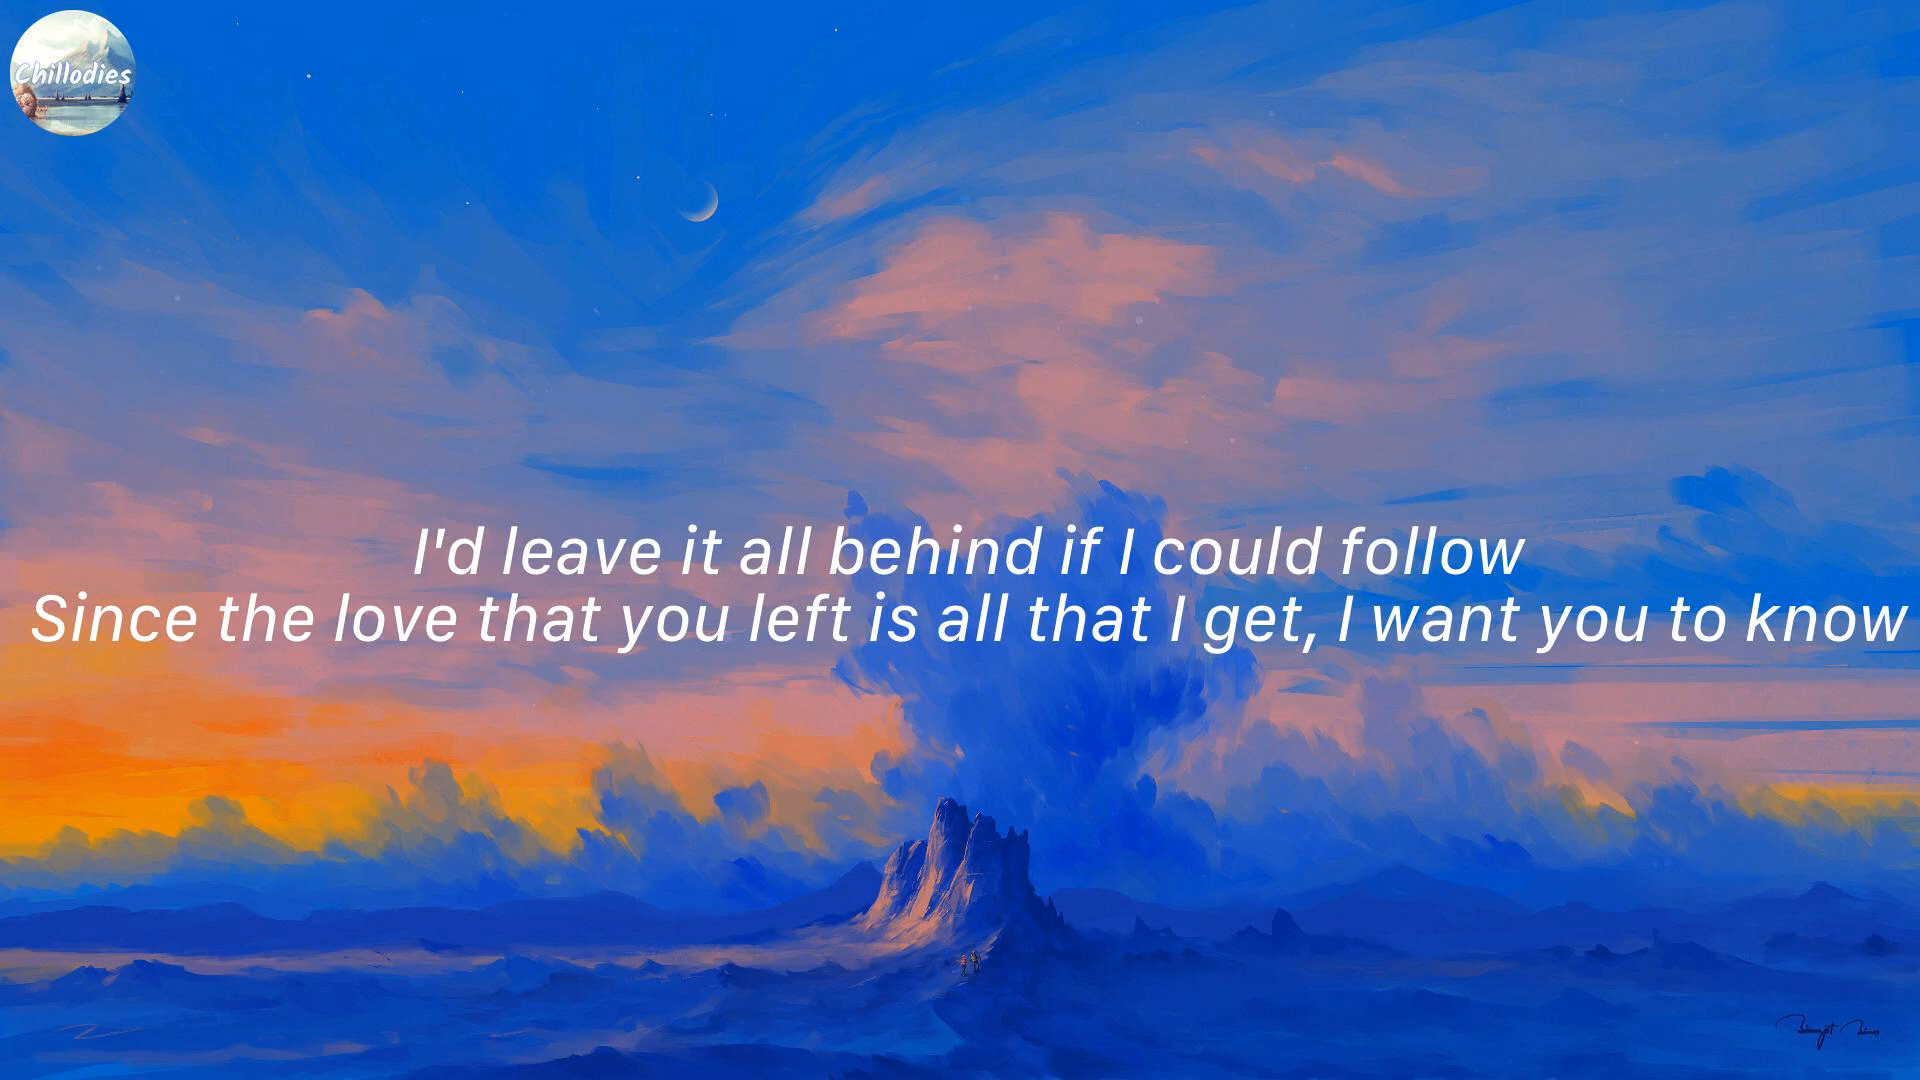 Chillodies
I'd leave it all behind if I could follow
Since the love that you left is all that I get, I want you to know